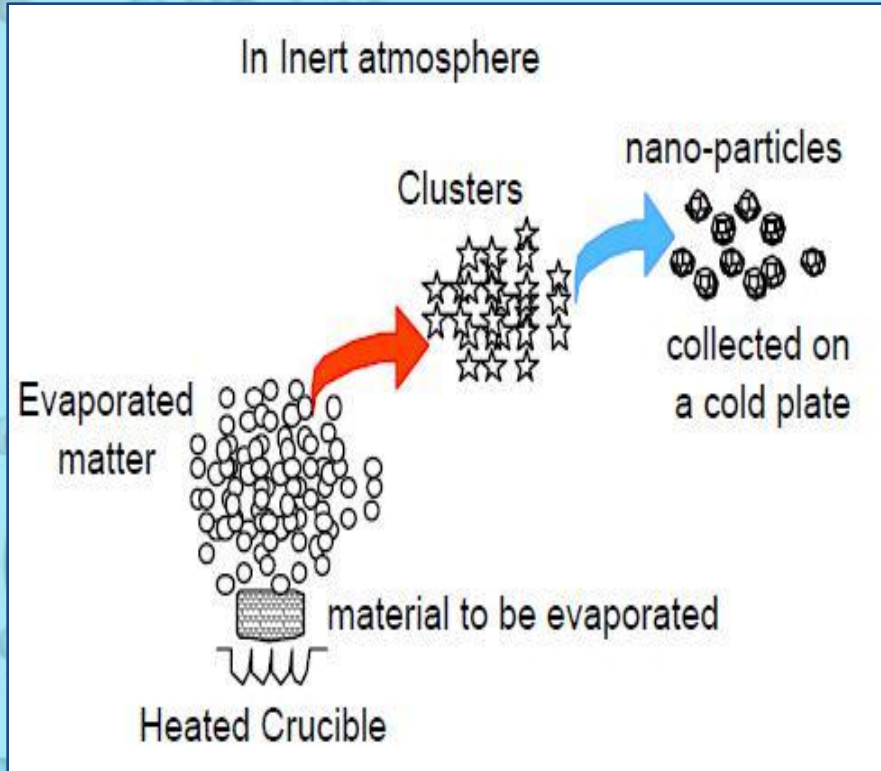 In Inert atmosphere
nano-particles
Clusters
collected on
a cold plate
Evaporated
matter
material to be evaporated
Heated Crucible